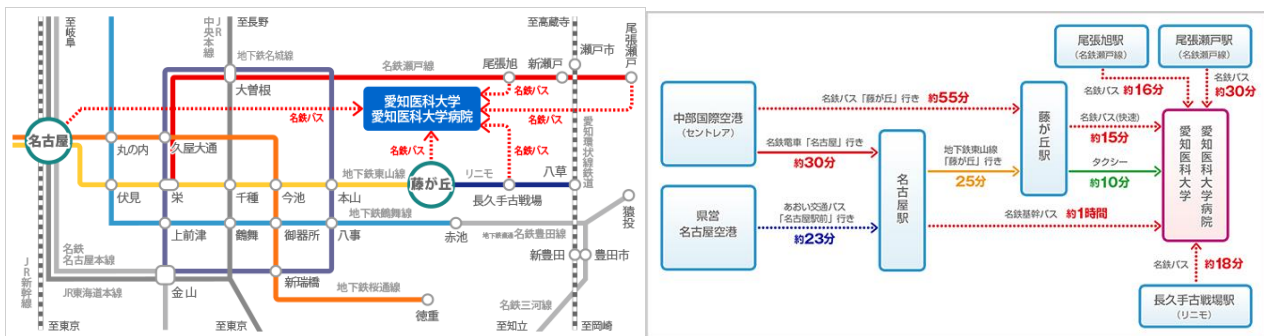 至岐阜
JR
中央本線
至長野
地下鉄名城線
至高蔵寺
尾張瀬戸
瀬戸市
名鉄瀬戸線
尾張旭
新瀬戸
大曽根
名鉄バス
名鉄バス
名鉄バス
愛知医科大学
愛知医科大学病院
名古屋
丸の内
久屋大通
名鉄バス
名鉄バス
愛知環状線鉄道
地下鉄東山線
藤が丘
リニモ
八草
伏見
栄
千種
今池
本山
長久手古戦場
猿投
地下鉄鶴舞線
上前津
鶴舞
御器所
八事
赤池
地下鉄直通
名鉄豊田線
名鉄
名古屋本線
新豊田
豊田市
JR新幹線
JR東海道本線
金山
新瑞橋
地下鉄桜通線
徳重
名鉄三河線
至東京
至東京
至知立
至岡崎
尾張旭駅
(名鉄瀬戸線)
尾張瀬戸駅
(名鉄瀬戸線)
名鉄バス 約16分
名鉄バス
約30分
中部国際空港
(セントレア)
名鉄バス「藤が丘」行き 約55分
藤が丘駅
名鉄バス(快速)
約15分
愛知医科大学病院
愛知医科大学
名鉄電車「名古屋」行き
約30分
名古屋駅
地下鉄東山線
「藤が丘」行き
25分
タクシー
約10分
県営
名古屋空港
あおい交通バス
「名古屋駅前」行き
約23分
名鉄基幹バス 約1時間
名鉄バス 約18分
長久手古戦場駅
(リニモ)